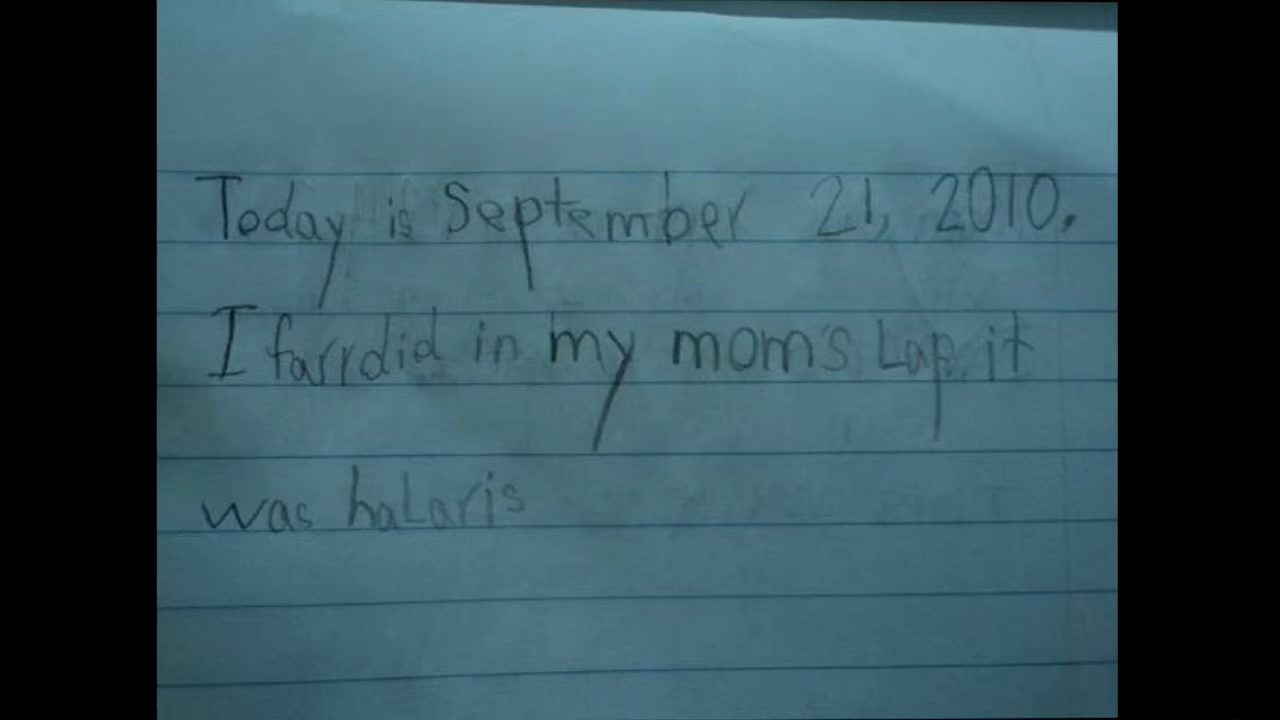 Today is September 21, 2010.
I farrdid in my mom's Lap. it
was halaris